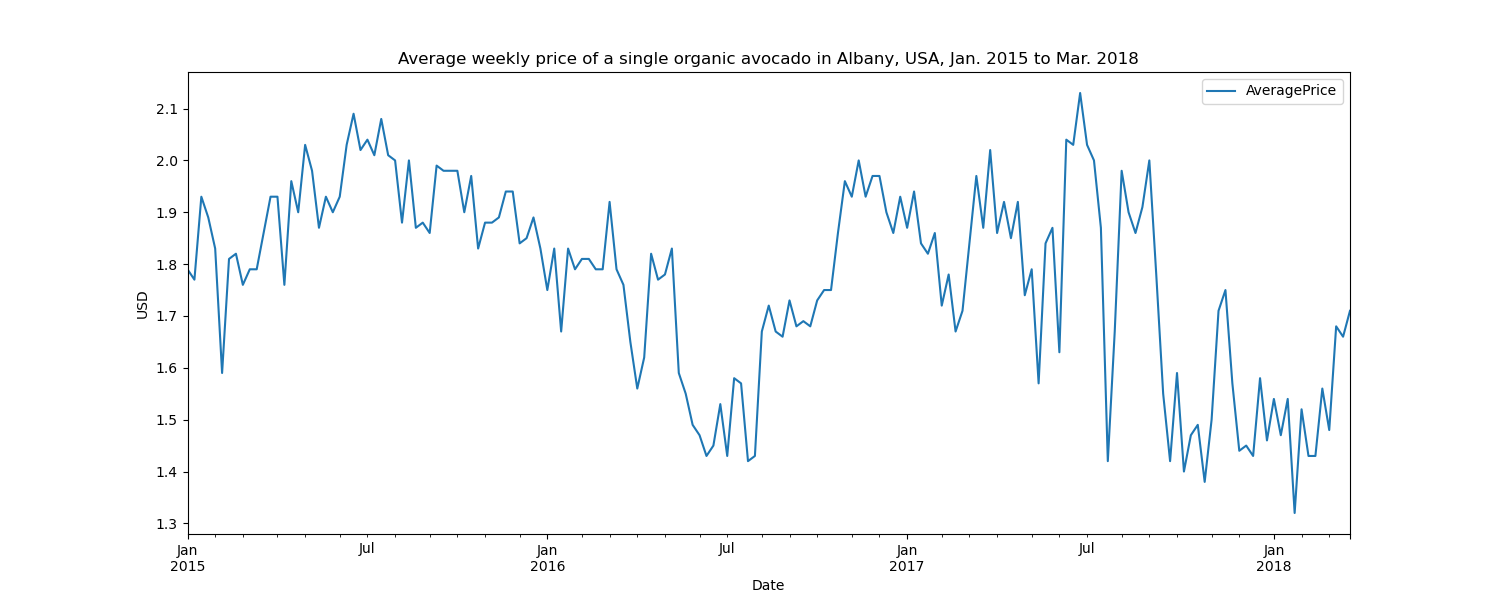 Average weekly price of a single organic avocado in Albany, USA, Jan. 2015 to Mar. 2018
AveragePrice
2.1
2.0
1.9
1.8
1.7
1.6
1.5
1.4
1.3
USD
Jan Jul Jan Jul Jan Jul Jan
2015 2016 2017 2018
Date